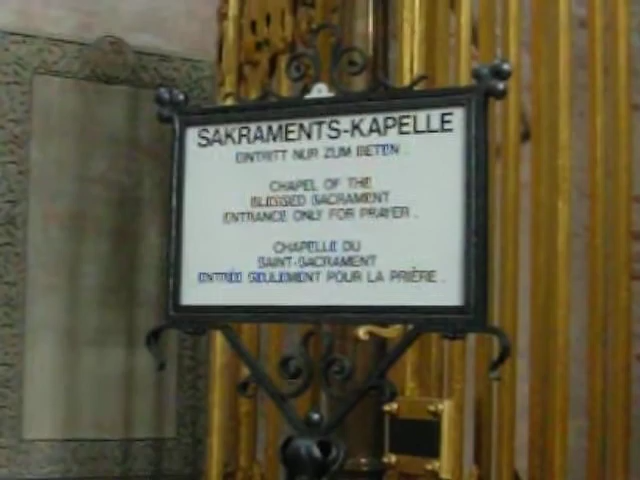 SAKRAMENTS-KAPELLE
EINTRITT NUR ZUM BETEN.
CHAPEL OF THE
BLESSED SACRAMENT
ENTRANCE ONLY FOR PRAYER.
CHAPELLE DU
SAINT-SACRAMENT
ENTRÉE SEULEMENT POUR LA PRIÈRE.